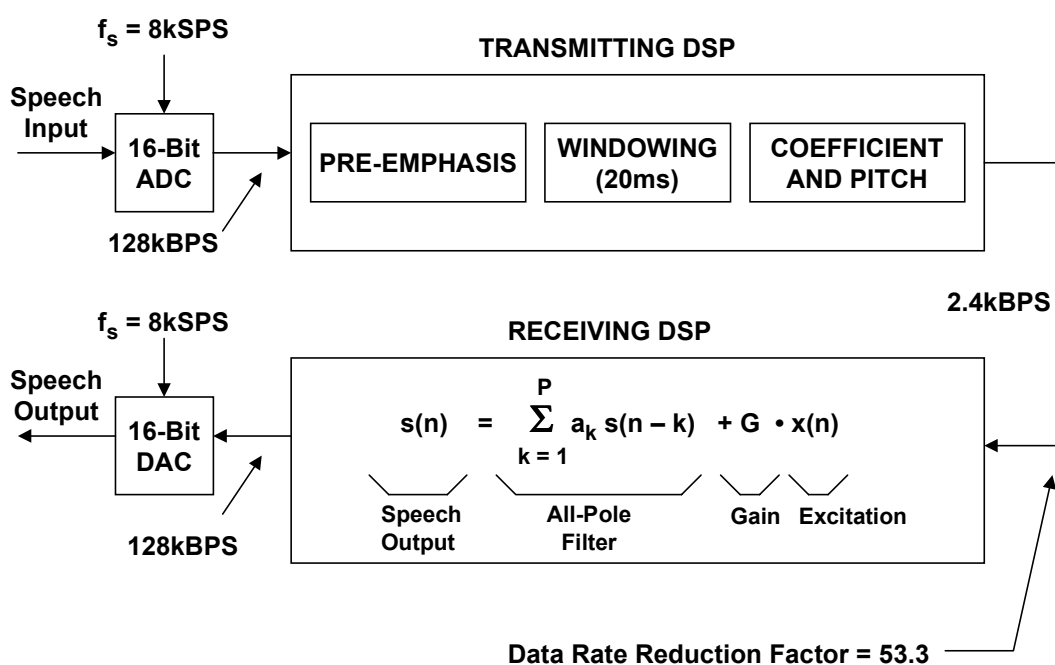 fs = 8kSPS
TRANSMITTING DSP
Speech
Input
16-Bit
ADC
PRE-EMPHASIS
WINDOWING
(20ms)
COEFFICIENT
AND PITCH
128kBPS
2.4kBPS
fs = 8kSPS
RECEIVING DSP
Speech
Output
16-Bit
DAC
P
s(n) = Σ ak s(n – k) + G • x(n)
k = 1
Speech
Output
All-Pole
Filter
Gain
Excitation
128kBPS
Data Rate Reduction Factor = 53.3